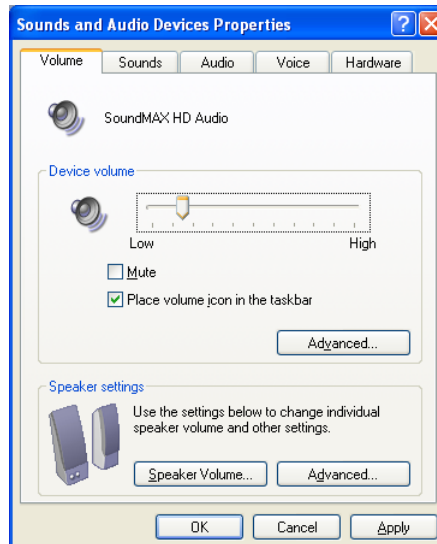 Sounds and Audio Devices Properties
Volume Sounds Audio Voice Hardware
SoundMAX HD Audio
Device volume
Low High
Mute
Place volume icon in the taskbar
Advanced...
Speaker settings
Use the settings below to change individual
speaker volume and other settings.
Speaker Volume... Advanced...
OK Cancel Apply